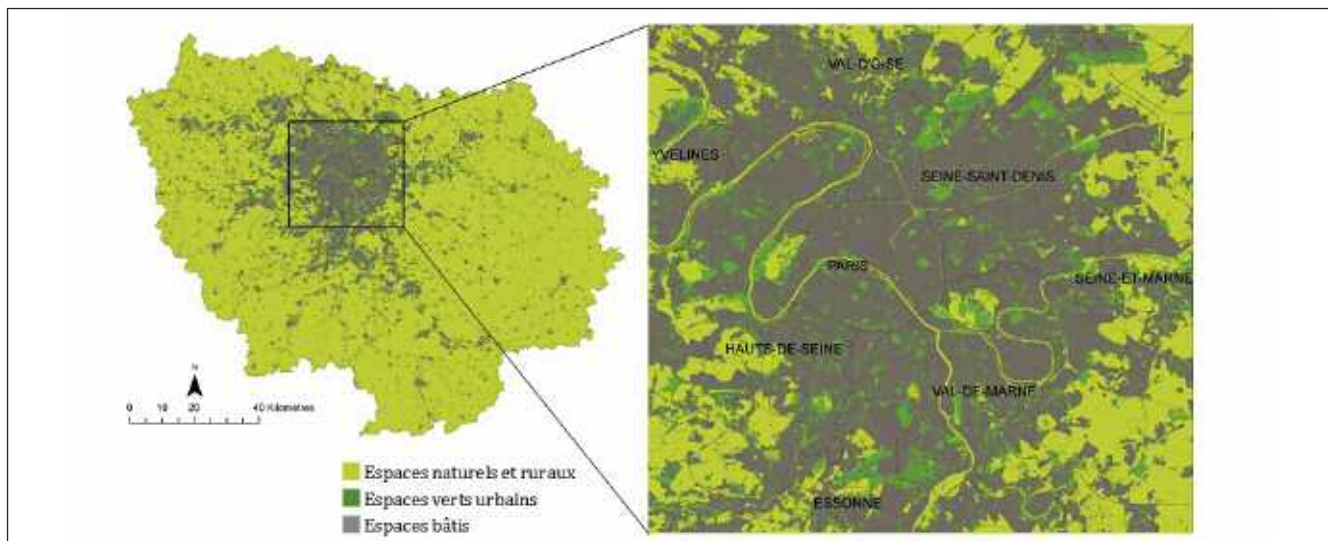 VAL-D'OISE
YVELINES
SEINE-SAINT-DENIS
PARIS
SEINE-ET-MARNE
HAUTS-DE-SEINE
VAL-DE-MARNE
ESSONNE
N
0 20 40 Kilomètres
Espaces naturels et ruraux
Espaces verts urbains
Espaces bâtis